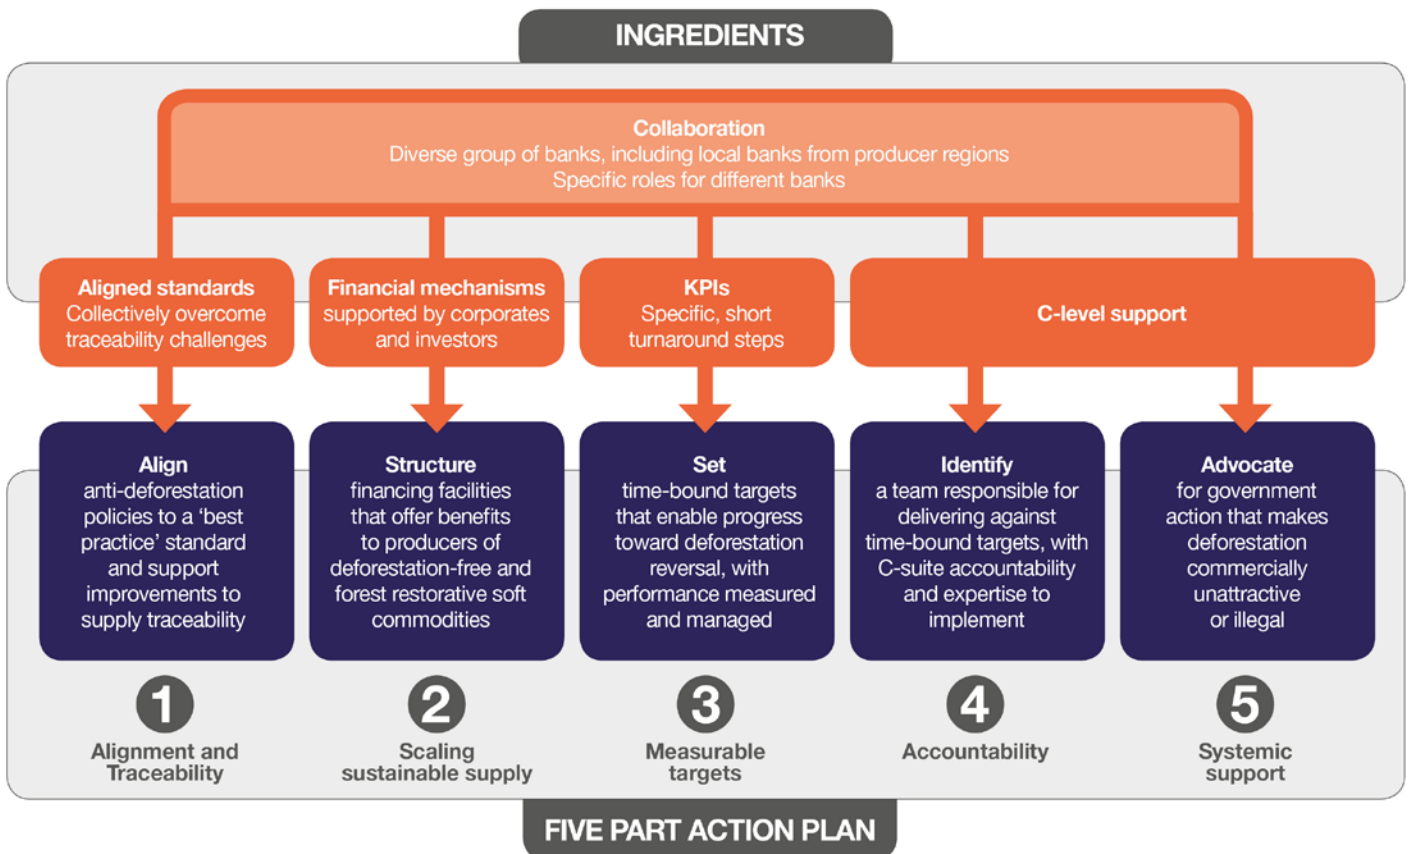 INGREDIENTS
Collaboration
Diverse group of banks, including local banks from producer regions
Specific roles for different banks
Aligned standards
Collectively overcome
traceability challenges
Financial mechanisms
supported by corporates
and investors
KPIs
Specific, short
turnaround steps
C-level support
Align
anti-deforestation
policies to a ‘best
practice’ standard
and support
improvements to
supply traceability
Structure
financing facilities
that offer benefits
to producers of
deforestation-free and
forest restorative soft
commodities
Set
time-bound targets
that enable progress
toward deforestation
reversal, with
performance measured
and managed
Identify
a team responsible for
delivering against
time-bound targets, with
C-suite accountability
and expertise to
implement
Advocate
for government
action that makes
deforestation
commercially
unattractive
or illegal
1
Alignment and
Traceability
2
Scaling
sustainable supply
3
Measurable
targets
4
Accountability
5
Systemic
support
FIVE PART ACTION PLAN